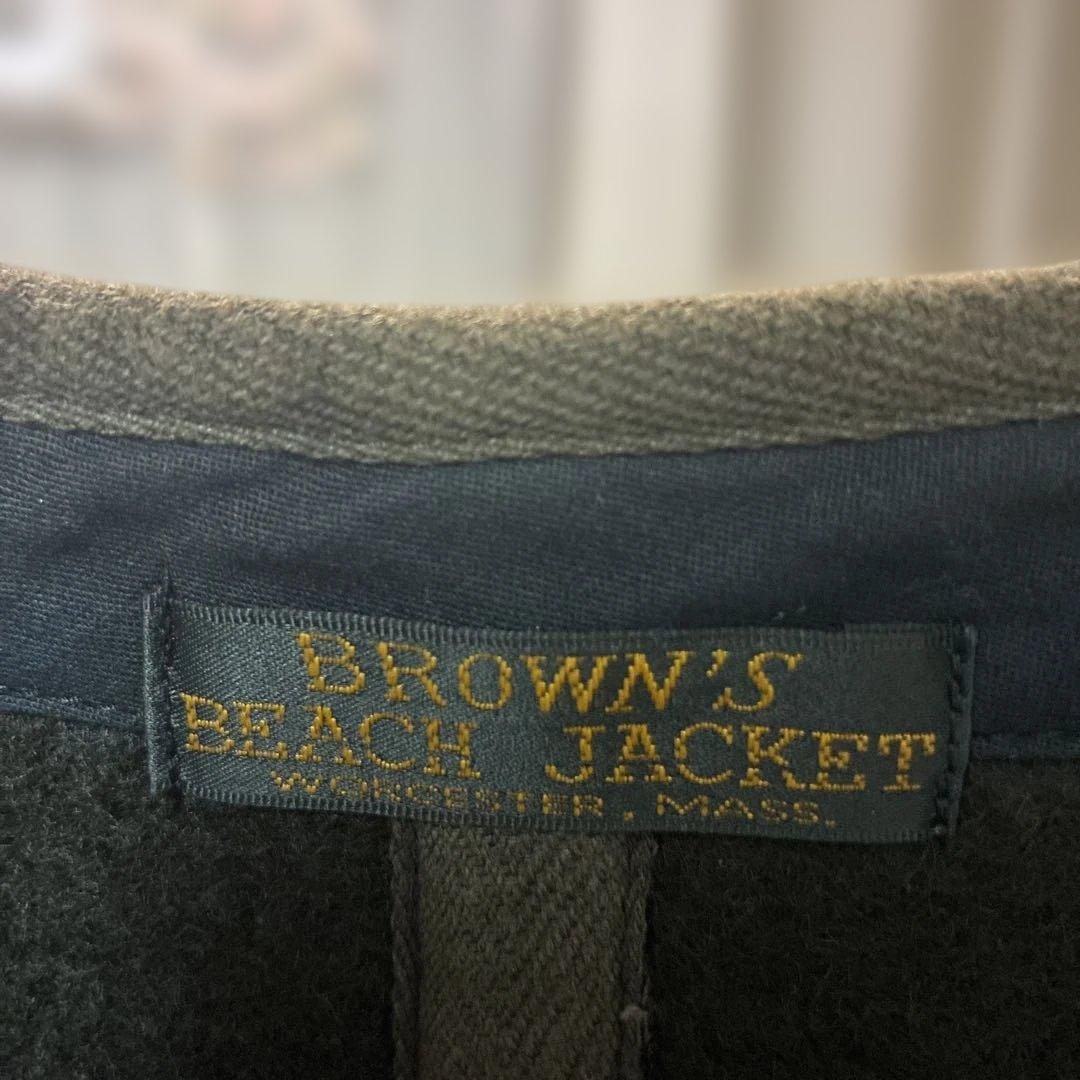 BROWN'S
BEACH JACKET
WORCESTER, MASS.